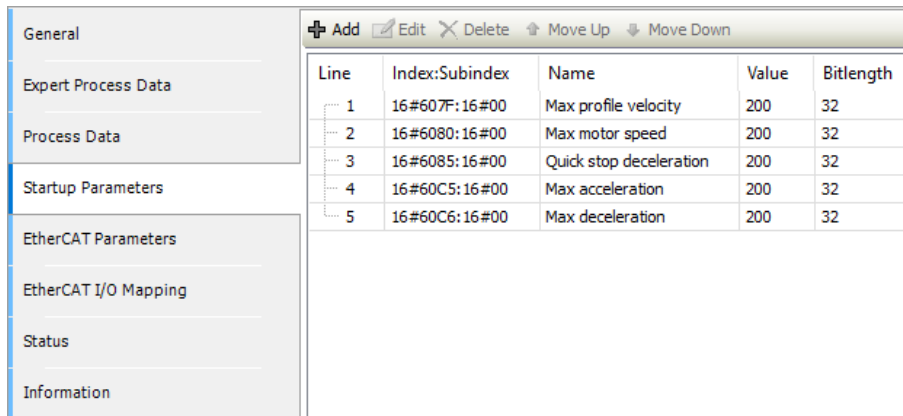 General
Expert Process Data
Process Data
Startup Parameters
EtherCAT Parameters
EtherCAT I/O Mapping
Status
Information
Add Edit Delete Move Up Move Down
Line Index:Subindex Name Value Bitlength
1 16#607F:16#00 Max profile velocity 200 32
2 16#6080:16#00 Max motor speed 200 32
3 16#6085:16#00 Quick stop deceleration 200 32
4 16#60C5:16#00 Max acceleration 200 32
5 16#60C6:16#00 Max deceleration 200 32